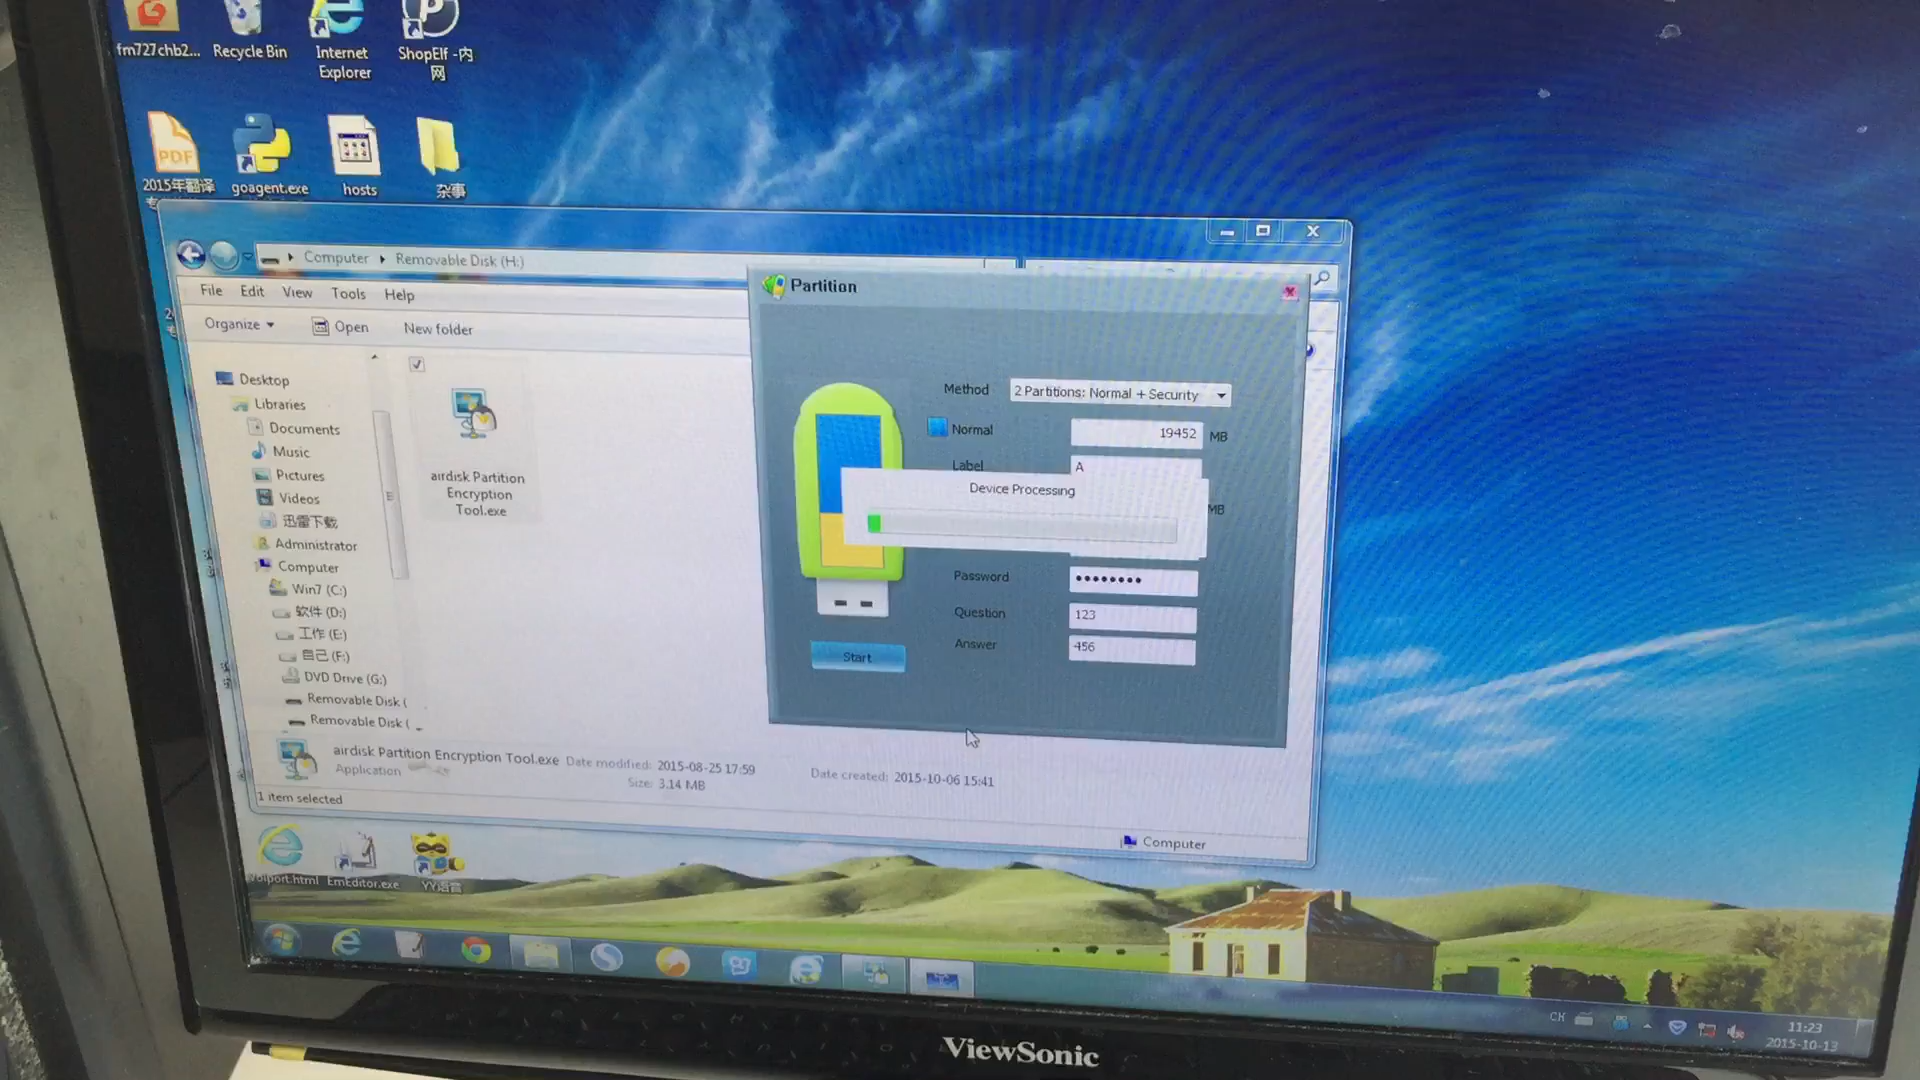 fm727chb2...
Recycle Bin
Internet
Explorer
ShopElf -内
网
PDF
2015年翻译
goagent.exe
hosts
杂事
Computer
Removable Disk (H:)
File Edit View Tools Help
Organize
Open
New folder
Desktop
Libraries
Documents
Music
Pictures
Videos
迅雷下载
Administrator
Computer
Win7 (C:)
软件 (D:)
工作 (E:)
自己 (F:)
DVD Drive (G:)
Removable Disk (
Removable Disk (
airdisk Partition
Encryption
Tool.exe
Partition
Method
2 Partitions: Normal + Security
Normal
19452
MB
Label
A
Device Processing
MB
Password
••••••••
Question
123
Answer
456
Start
airdisk Partition Encryption Tool.exe
Date modified: 2015-08-25 17:59
Date created: 2015-10-06 15:41
Application
Size: 3.14 MB
1 item selected
Computer
EmEditor.exe
YY语音
CH
11:23
2015-10-13
ViewSonic